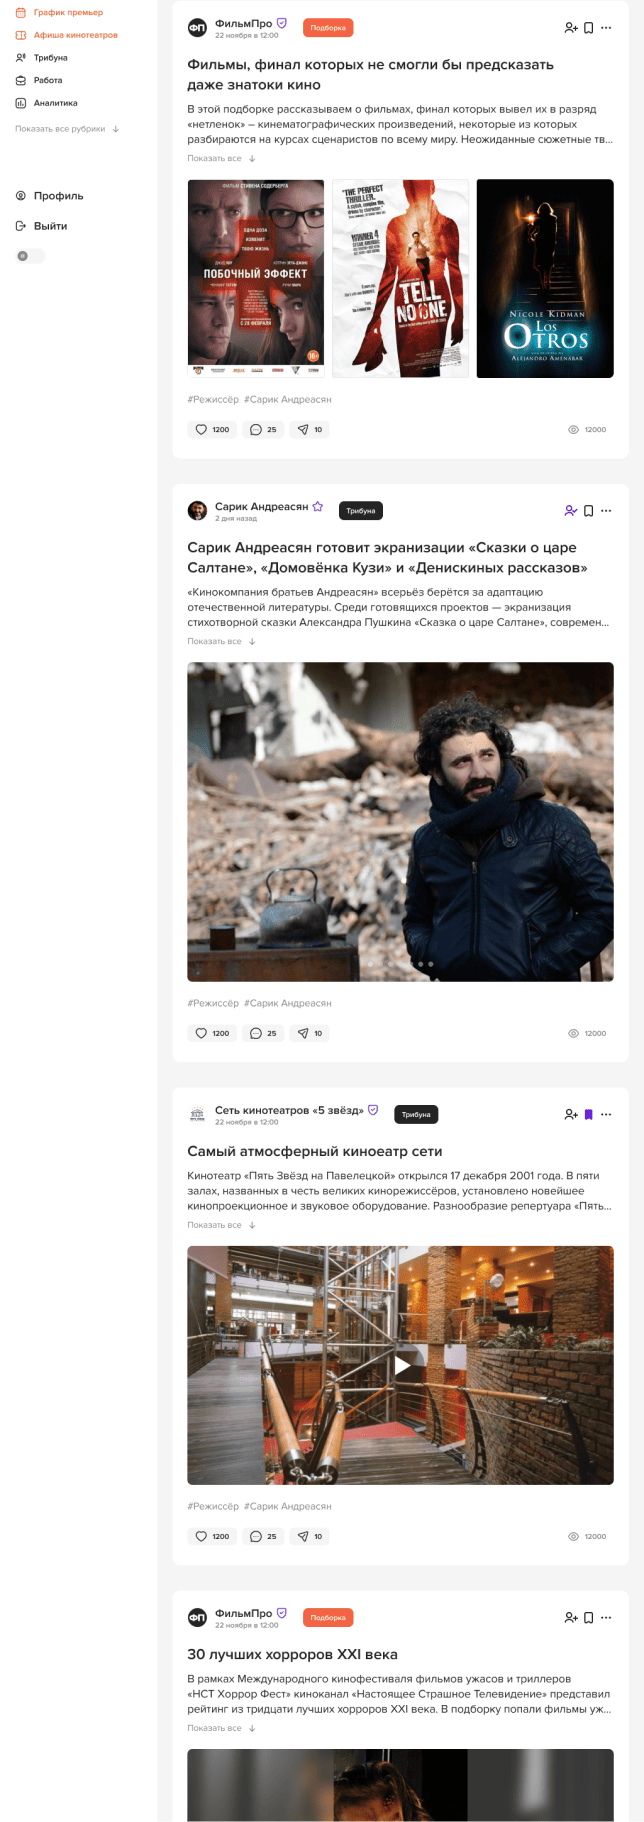 График премьер
Афиша кинотеатров
Трибуна
Работа
Аналитика
Показать все рубрики
Профиль
Выйти
ФП
ФильмПро
22 ноября в 12:00
Подборка
Фильмы, финал которых не смогли бы предсказать
даже знатоки кино
В этой подборке рассказываем о фильмах, финал которых вывел их в разряд
«нетленок» – кинематографических произведений, некоторые из которых
разбираются на курсах сценаристов по всему миру. Неожиданные сюжетные тв...
Показать все
ФИЛЬМ СТИВЕНА СОДЕРБЕРГА
ОДНА ДОЗА
ИЗМЕНИТ
ТВОЮ ЖИЗНЬ
ПОБОЧНЫЙ ЭФФЕКТ
С 28 ФЕВРАЛЯ
16+
"THE PERFECT
THRILLER.
TELL
NO ONE
NICOLE KIDMAN
LOS
OTROS
ALEJANDRO AMENÁBAR
#Режиссёр #Сарик Андреасян
1200
25
10
12000
Сарик Андреасян
2 дня назад
Трибуна
Сарик Андреасян готовит экранизации «Сказки о царе
Салтане», «Домовёнка Кузи» и «Денискиных рассказов»
«Кинокомпания братьев Андреасян» всерьёз берётся за адаптацию
отечественной литературы. Среди готовящихся проектов — экранизация
стихотворной сказки Александра Пушкина «Сказка о царе Салтане», современ...
Показать все
#Режиссёр #Сарик Андреасян
1200
25
10
12000
Сеть кинотеатров «5 звёзд»
22 ноября в 12:00
Трибуна
Самый атмосферный киноеатр сети
Кинотеатр «Пять Звёзд на Павелецкой» открылся 17 декабря 2001 года. В пяти
залах, названных в честь великих кинорежиссёров, установлено новейшее
кинопроекционное и звуковое оборудование. Разнообразие репертуара «Пять...
Показать все
#Режиссёр #Сарик Андреасян
1200
25
10
12000
ФП
ФильмПро
22 ноября в 12:00
Подборка
30 лучших хорроров XXI века
В рамках Международного кинофестиваля фильмов ужасов и триллеров
«НСТ Хоррор Фест» киноканал «Настоящее Страшное Телевидение» представил
рейтинг из тридцати лучших хорроров XXI века. В подборку попали фильмы уж...
Показать все